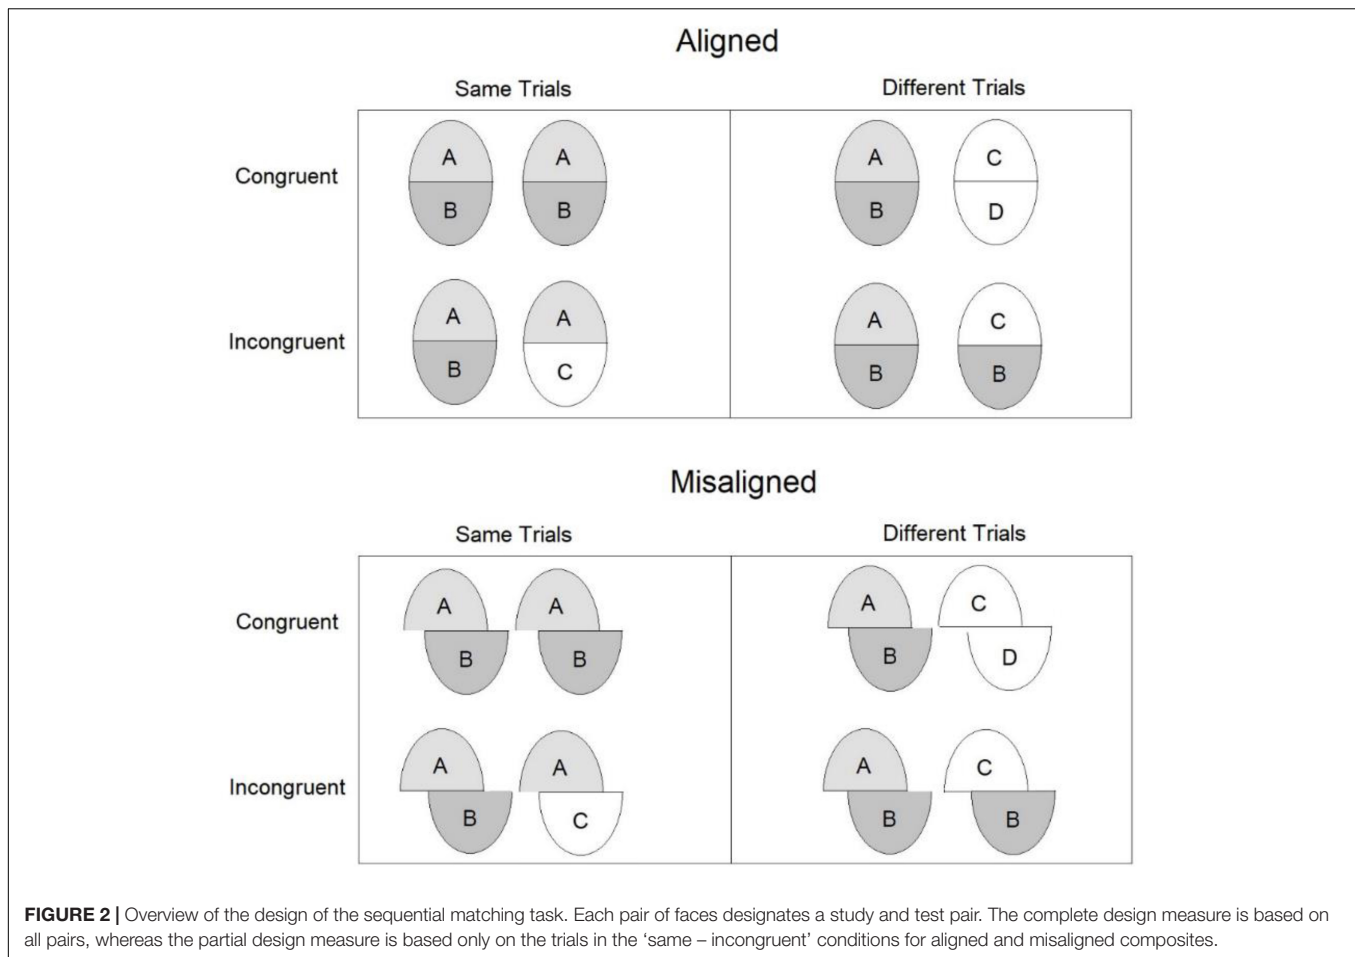 Aligned
Same Trials
Different Trials
Congruent
A
A
A
C
B
B
B
D
Incongruent
A
A
A
C
B
C
B
B
Misaligned
Same Trials
Different Trials
Congruent
A
A
A
C
B
B
B
D
Incongruent
A
A
A
C
B
C
B
B
FIGURE 2 | Overview of the design of the sequential matching task. Each pair of faces designates a study and test pair. The complete design measure is based on
all pairs, whereas the partial design measure is based only on the trials in the ‘same – incongruent’ conditions for aligned and misaligned composites.